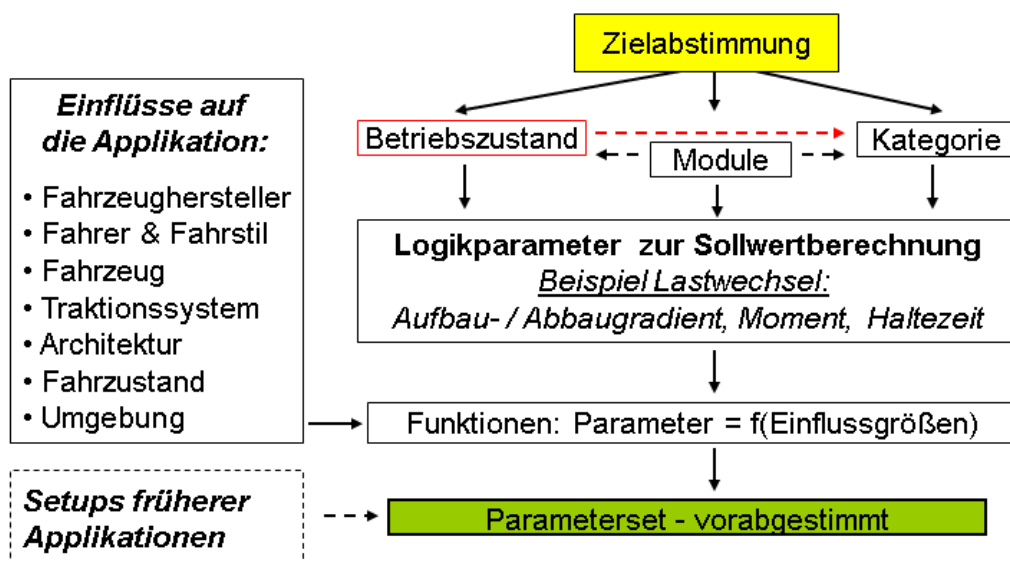 Zielabstimmung
Einflüsse auf
die Applikation:
• Fahrzeughersteller
• Fahrer & Fahrstil
• Fahrzeug
• Traktionssystem
• Architektur
• Fahrzustand
• Umgebung
Betriebszustand
Module
Kategorie
Logikparameter zur Sollwertberechnung
Beispiel Lastwechsel:
Aufbau- / Abbaugradient, Moment, Haltezeit
Funktionen: Parameter = f(Einflussgrößen)
Setups früherer
Applikationen
Parameterset - vorabgestimmt